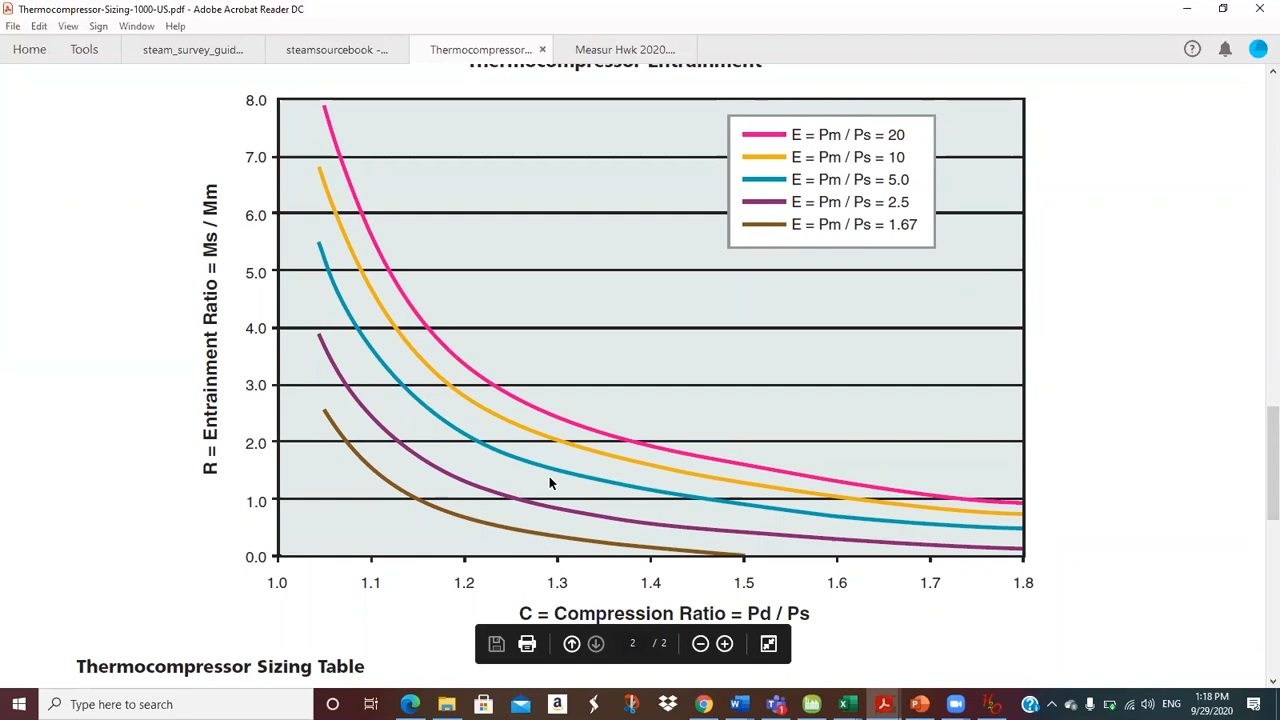 Thermocompressor-Sizing-1000-US.pdf - Adobe Acrobat Reader DC
File Edit View Sign Window Help
Home Tools steam_survey_guid... steamsourcebook -... Thermocompressor... × Measur Hwk 2020....
Thermocompressor Entrainment
8.0
7.0
6.0
5.0
4.0
3.0
2.0
1.0
0.0
R = Entrainment Ratio = Ms / Mm
E = Pm / Ps = 20
E = Pm / Ps = 10
E = Pm / Ps = 5.0
E = Pm / Ps = 2.5
E = Pm / Ps = 1.67
1.0 1.1 1.2 1.3 1.4 1.5 1.6 1.7 1.8
C = Compression Ratio = Pd / Ps
2 / 2
Thermocompressor Sizing Table
Type here to search
ENG
1:18 PM
9/29/2020